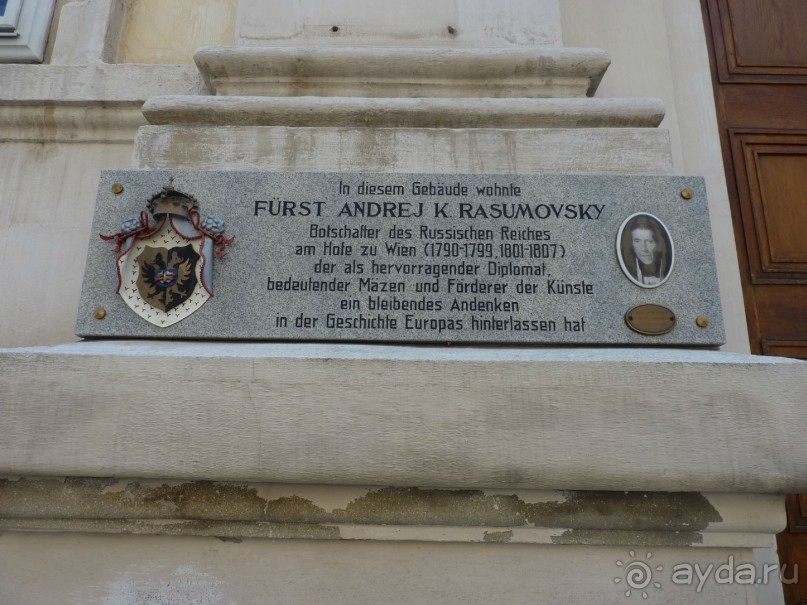 In diesem Gebäude wohnte
FÜRST ANDREJ K. RASUMOVSKY
Botschafter des Russischen Reiches
am Hofe zu Wien (1790-1799, 1801-1807)
der als hervorragender Diplomat,
bedeutender Mäzen und Förderer der Künste
ein bleibendes Andenken
in der Geschichte Europas hinterlassen hat
ayda.ru